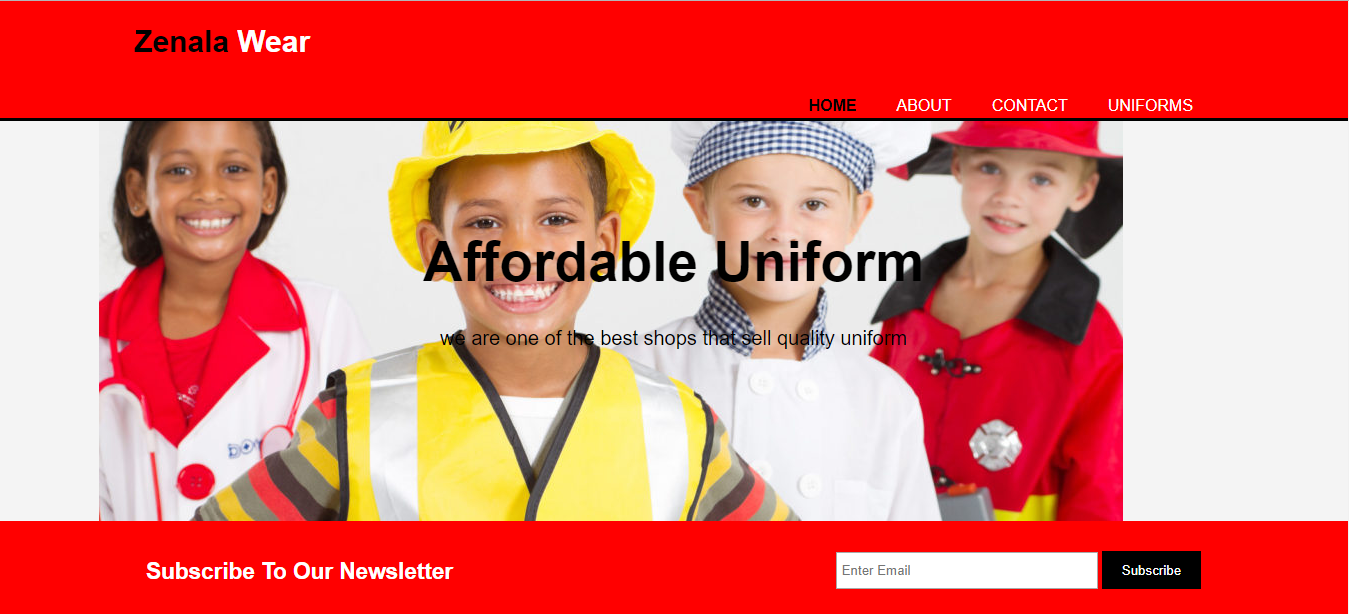 Zenala Wear
HOME ABOUT CONTACT UNIFORMS
Affordable Uniform
we are one of the best shops that sell quality uniform
Subscribe To Our Newsletter
Enter Email
Subscribe